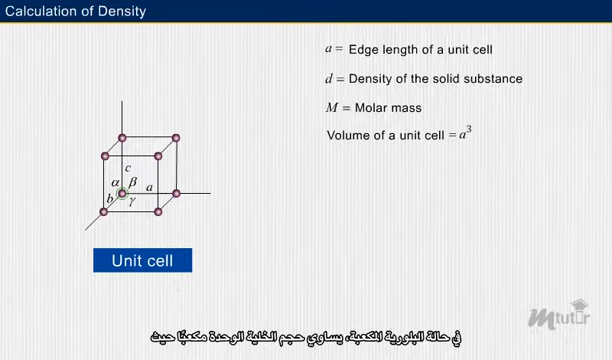 Calculation of Density
a = Edge length of a unit cell
d = Density of the solid substance
M = Molar mass
Volume of a unit cell = a³
c
α β a
b γ
Unit cell
mtutor
في حالة البلورية المكعبة، يساوي حجم الخلية الوحدة مكعبًا حيث